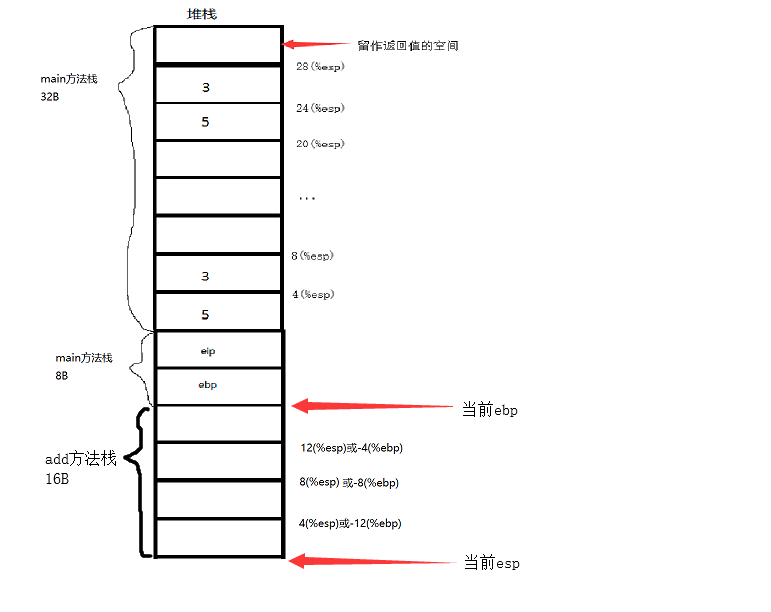 堆栈
留作返回值的空间
28(%esp)
main方法栈
32B
3
24(%esp)
5
20(%esp)
...
8(%esp)
3
4(%esp)
5
eip
main方法栈
8B
ebp
当前ebp
12(%esp)或-4(%ebp)
add方法栈
16B
8(%esp) 或-8(%ebp)
4(%esp)或-12(%ebp)
当前esp